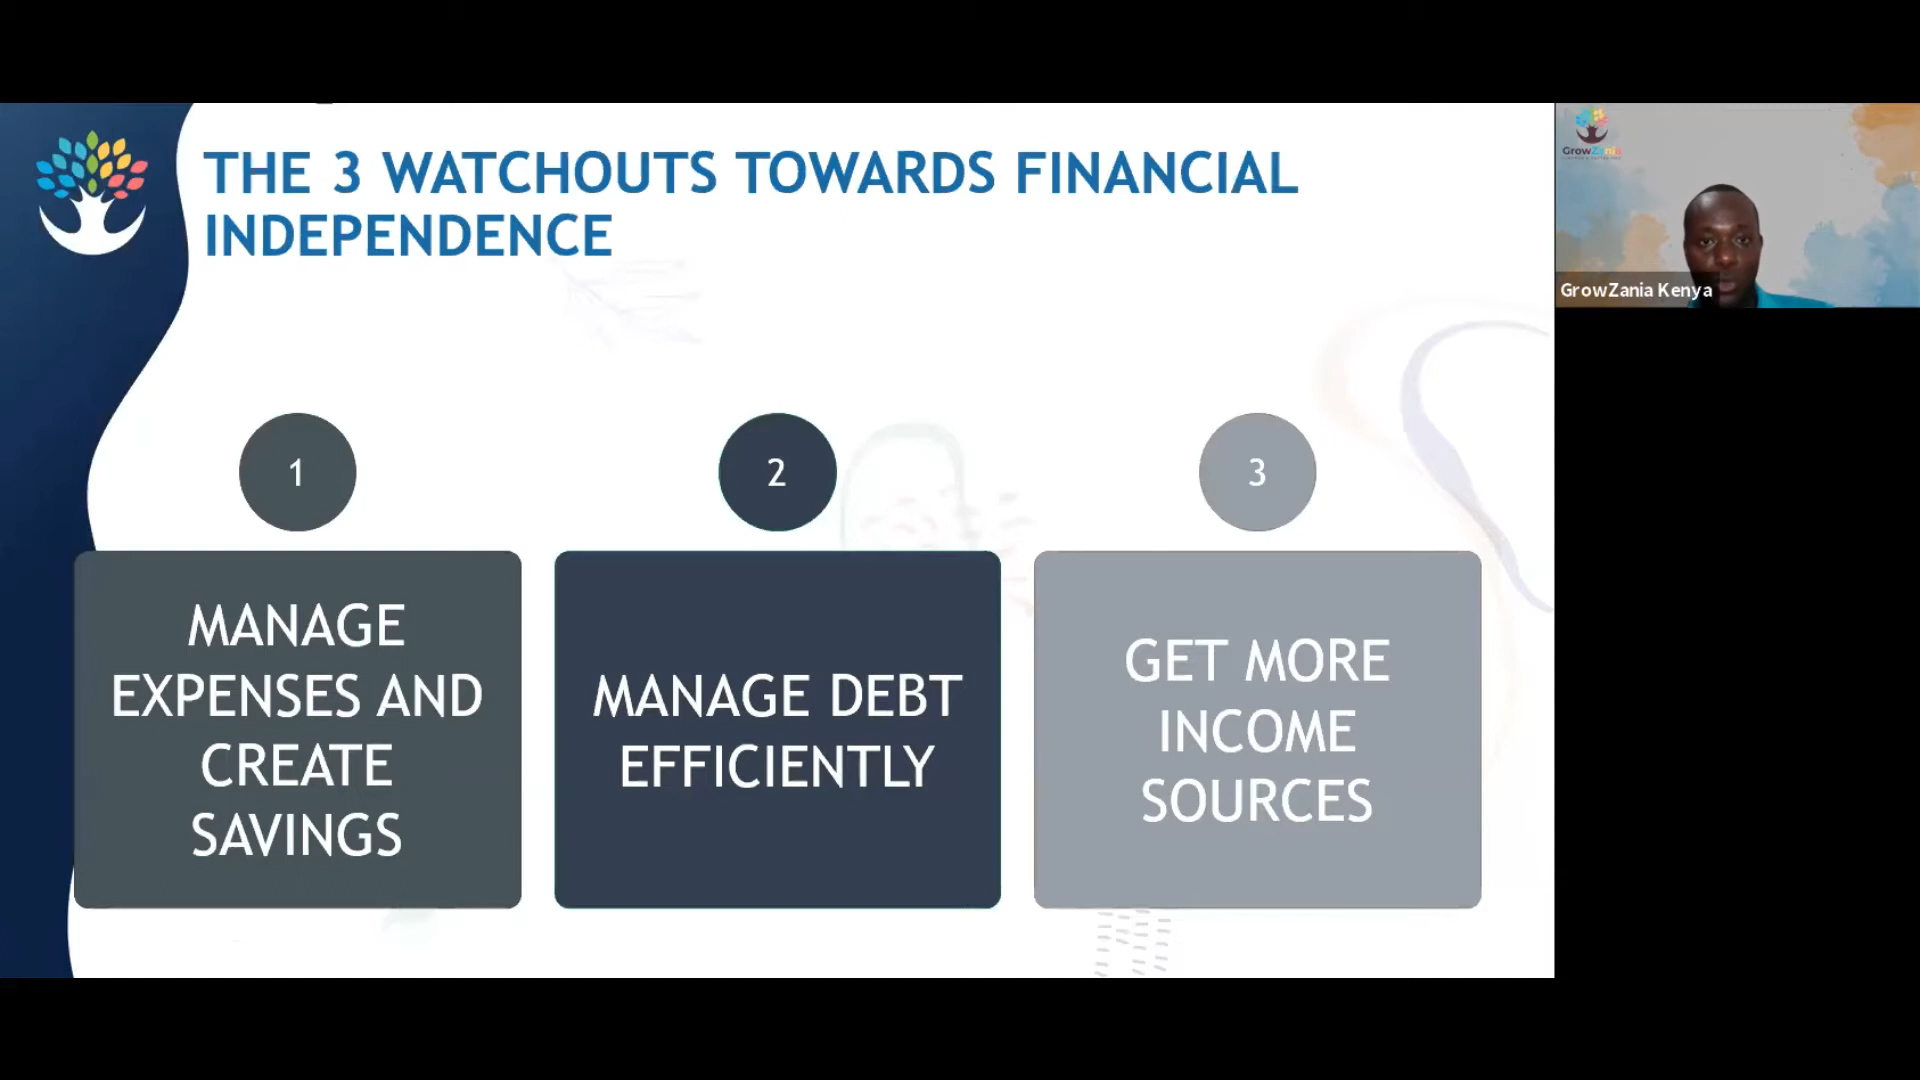 THE 3 WATCHOUTS TOWARDS FINANCIAL
INDEPENDENCE
1
MANAGE
EXPENSES AND
CREATE
SAVINGS
2
MANAGE DEBT
EFFICIENTLY
3
GET MORE
INCOME
SOURCES
GrowZania
GrowZania Kenya